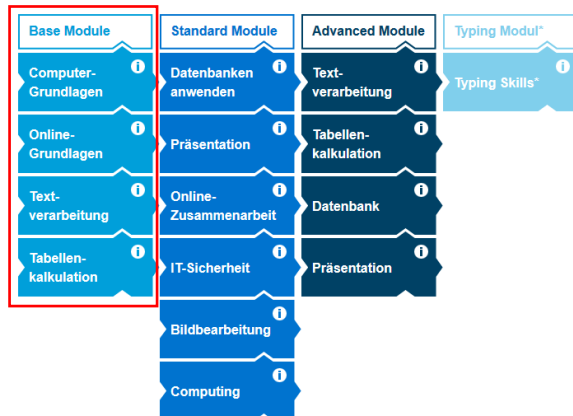 Base Module
Computer-
Grundlagen
Online-
Grundlagen
Text-
verarbeitung
Tabellen-
kalkulation
Standard Module
Datenbanken
anwenden
Präsentation
Online-
Zusammenarbeit
IT-Sicherheit
Bildbearbeitung
Computing
Advanced Module
Text-
verarbeitung
Tabellen-
kalkulation
Datenbank
Präsentation
Typing Modul*
Typing Skills*